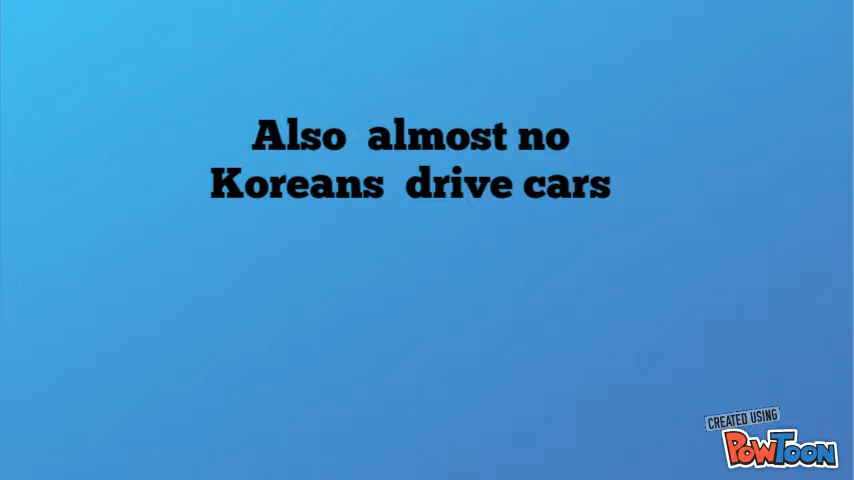 Also almost no
Koreans drive cars
CREATED USING
POWTOON